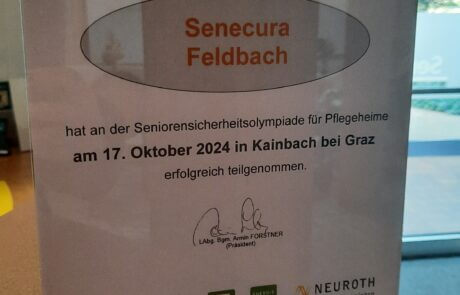 Senecura
Feldbach
hat an der Seniorensicherheitsolympiade für Pflegeheime
am 17. Oktober 2024 in Kainbach bei Graz
erfolgreich teilgenommen.
LAbg. Bgm. Armin FORSTNER
(Präsident)
NEUROTH